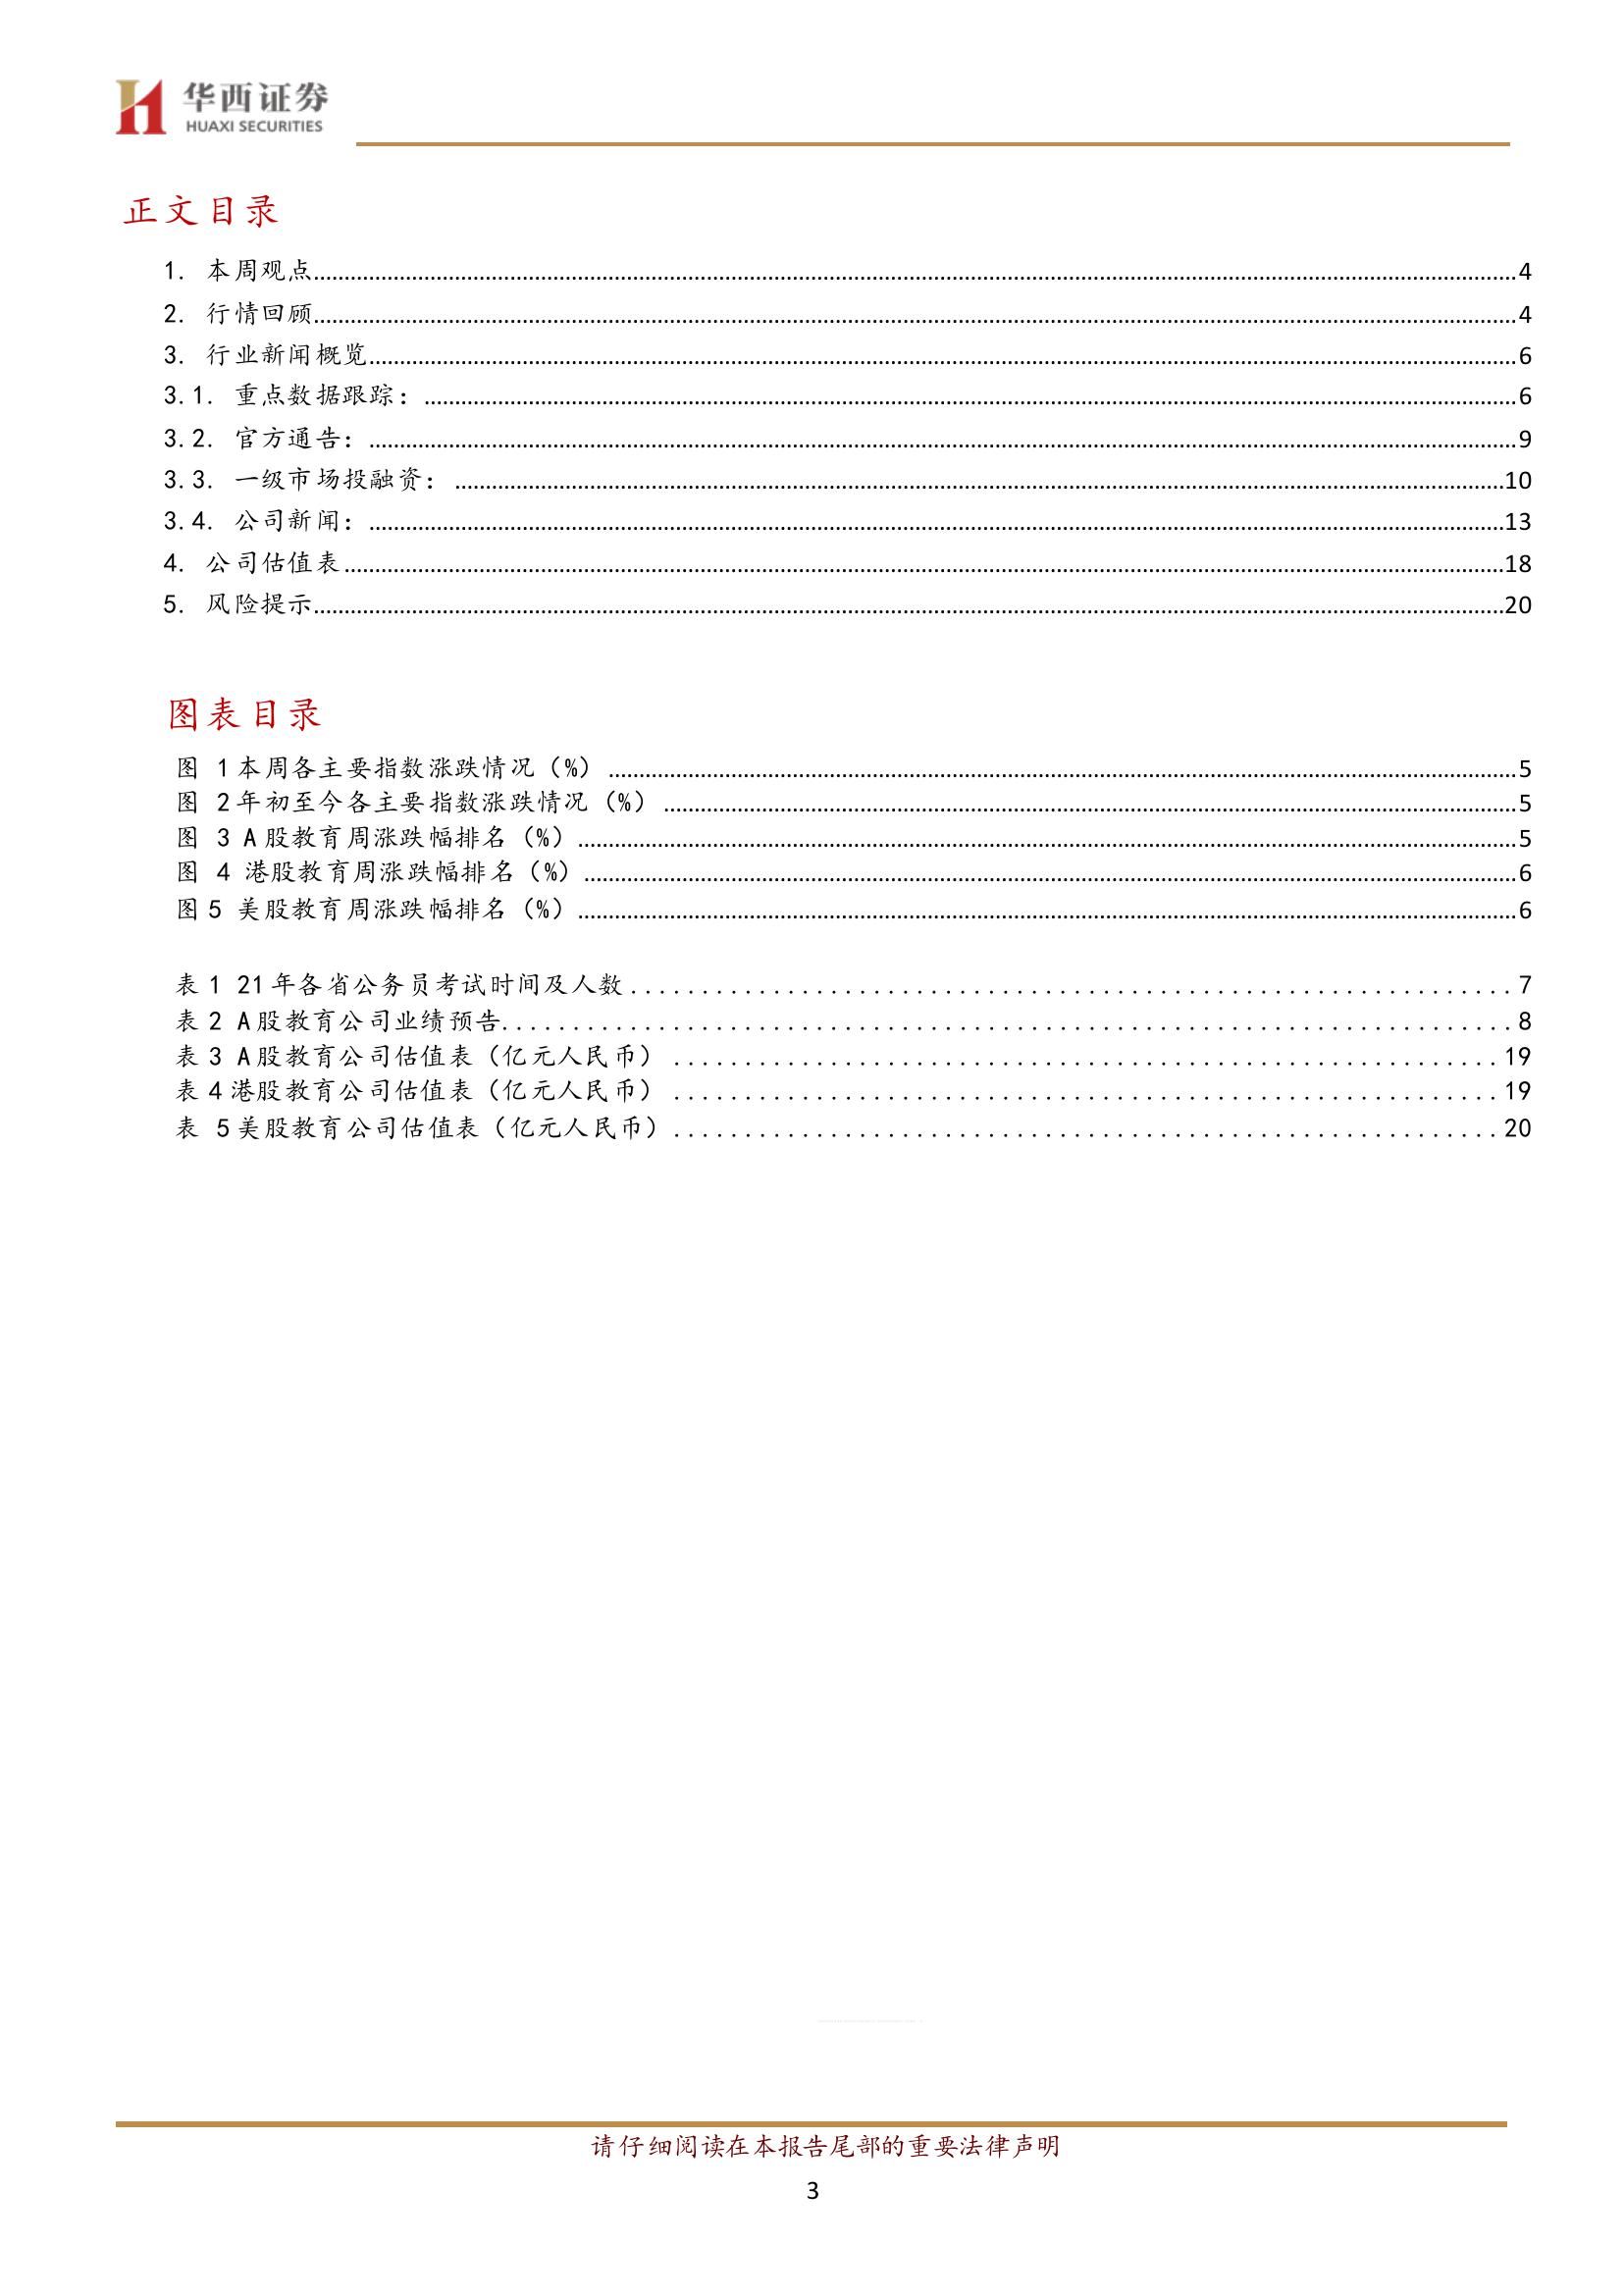 华西证券
HUAXI SECURITIES
正文目录
1. 本周观点....................4
2. 行情回顾....................4
3. 行业新闻概览....................6
3.1. 重点数据跟踪：....................6
3.2. 官方通告：....................9
3.3. 一级市场投融资：....................10
3.4. 公司新闻：....................13
4. 公司估值表....................18
5. 风险提示....................20
图表目录
图 1本周各主要指数涨跌情况（%）....................5
图 2年初至今各主要指数涨跌情况（%）....................5
图 3 A股教育周涨跌幅排名（%）....................5
图 4 港股教育周涨跌幅排名（%）....................6
图5 美股教育周涨跌幅排名（%）....................6
表1 21年各省公务员考试时间及人数....................7
表2 A股教育公司业绩预告....................8
表3 A股教育公司估值表（亿元人民币）....................19
表4港股教育公司估值表（亿元人民币）....................19
表 5美股教育公司估值表（亿元人民币）....................20
请仔细阅读在本报告尾部的重要法律声明
3